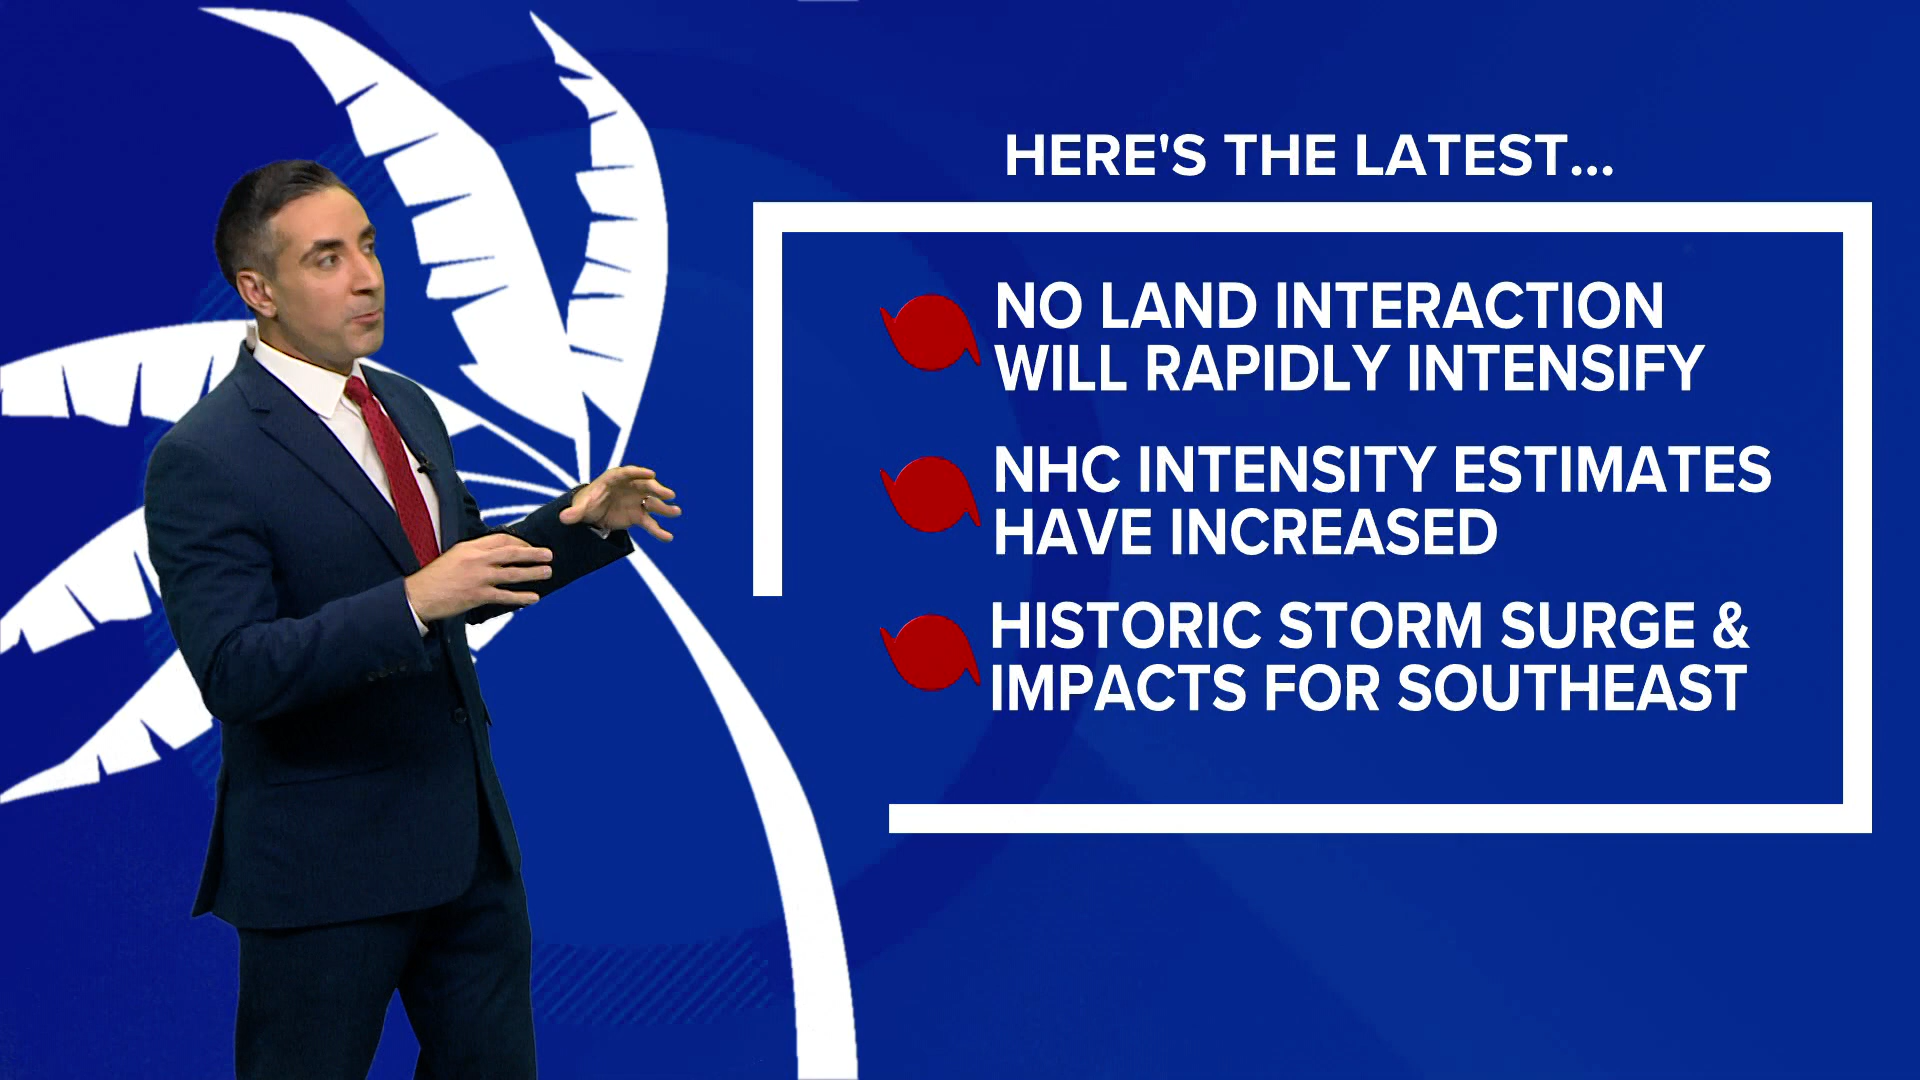 HERE'S THE LATEST...
NO LAND INTERACTION
WILL RAPIDLY INTENSIFY
NHC INTENSITY ESTIMATES
HAVE INCREASED
HISTORIC STORM SURGE &
IMPACTS FOR SOUTHEAST